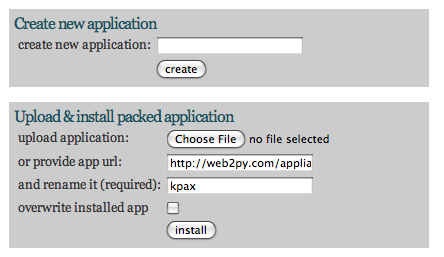 Create new application
create new application:
create
Upload & install packed application
upload application: Choose File no file selected
or provide app url: http://web2py.com/applia
and rename it (required): kpax
overwrite installed app
install